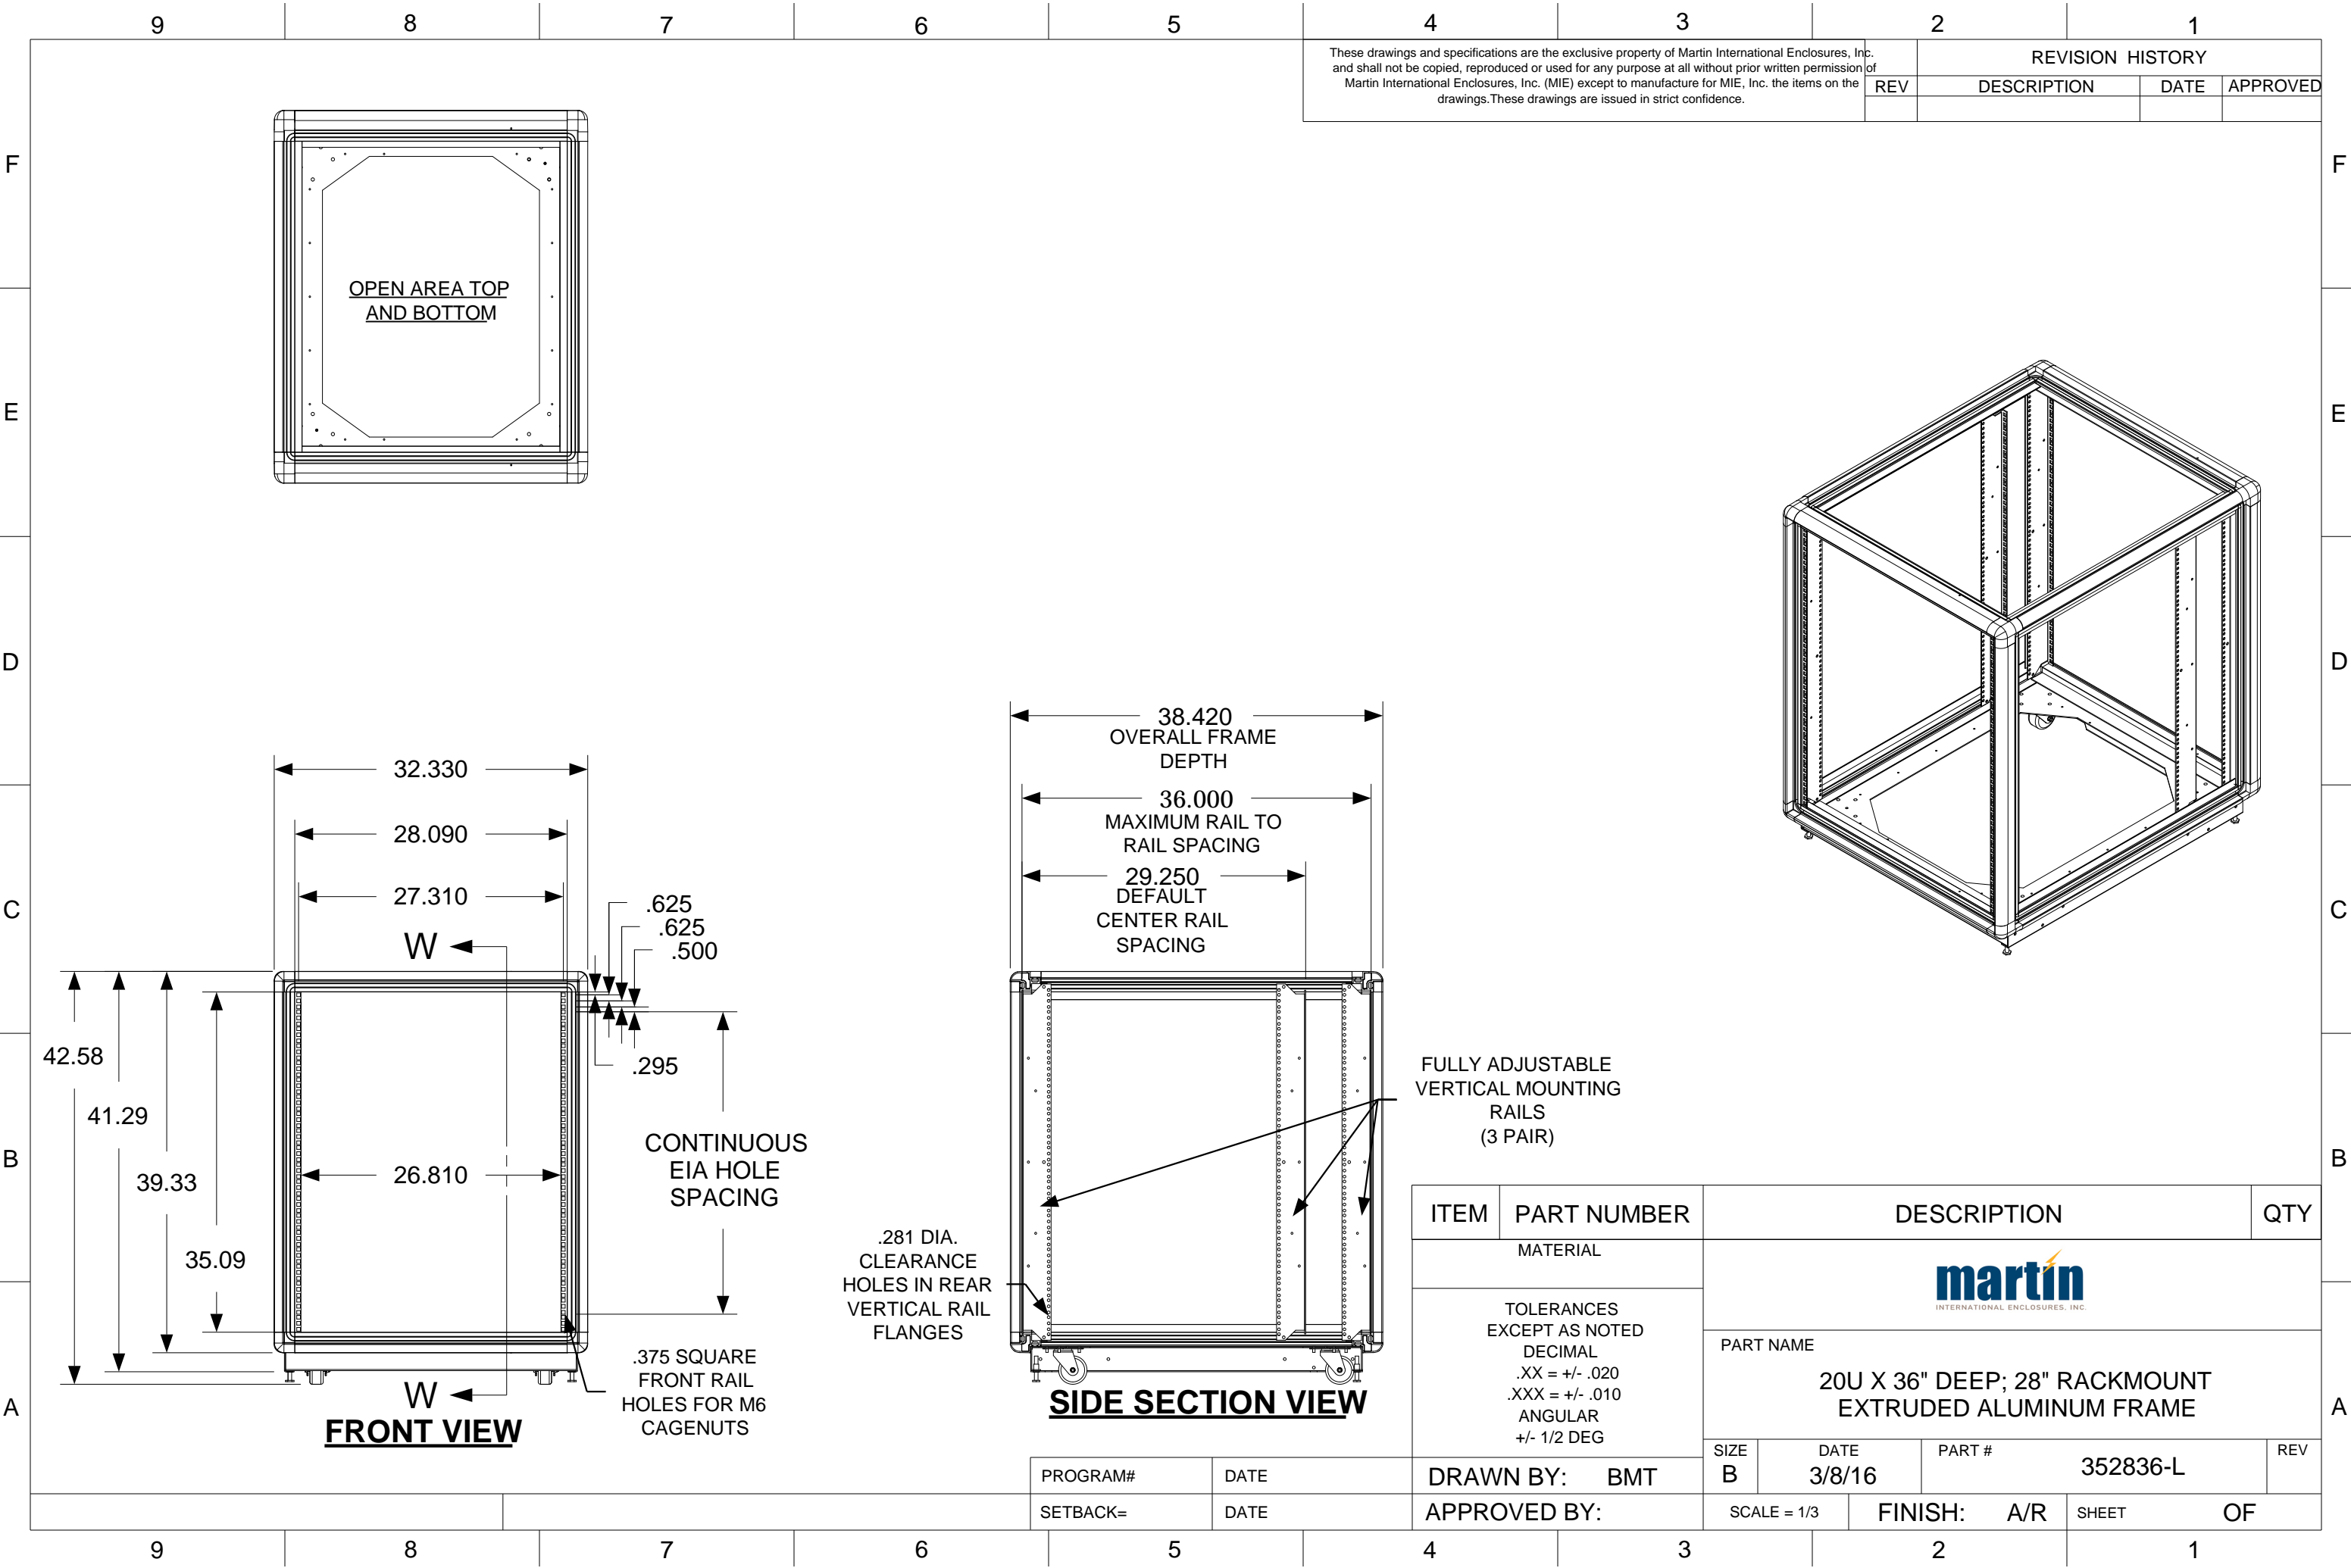 9 8 7 6 5 4 3 2 1
These drawings and specifications are the exclusive property of Martin International Enclosures, Inc.
and shall not be copied, reproduced or used for any purpose at all without prior written permission of
Martin International Enclosures, Inc. (MIE) except to manufacture for MIE, Inc. the items on the
drawings.These drawings are issued in strict confidence.
REVISION HISTORY
REV DESCRIPTION DATE APPROVED
F F
OPEN AREA TOP
AND BOTTOM
E E
D D
38.420
OVERALL FRAME
DEPTH
36.000
MAXIMUM RAIL TO
RAIL SPACING
29.250
DEFAULT
CENTER RAIL
SPACING
32.330
28.090
27.310
C C
.625
.625
.500
W
.295
42.58
41.29
39.33
35.09
26.810
CONTINUOUS
EIA HOLE
SPACING
B B
FULLY ADJUSTABLE
VERTICAL MOUNTING
RAILS
(3 PAIR)
.281 DIA.
CLEARANCE
HOLES IN REAR
VERTICAL RAIL
FLANGES
.375 SQUARE
FRONT RAIL
HOLES FOR M6
CAGENUTS
W
FRONT VIEW
SIDE SECTION VIEW
A A
ITEM PART NUMBER DESCRIPTION QTY
MATERIAL
martin
INTERNATIONAL ENCLOSURES, INC.
TOLERANCES
EXCEPT AS NOTED
DECIMAL
.XX = +/- .020
.XXX = +/- .010
ANGULAR
+/- 1/2 DEG
PART NAME
20U X 36" DEEP; 28" RACKMOUNT
EXTRUDED ALUMINUM FRAME
SIZE DATE PART # REV
B 3/8/16 352836-L
PROGRAM# DATE
DRAWN BY: BMT
SETBACK= DATE
APPROVED BY:
SCALE = 1/3 FINISH: A/R SHEET OF
9 8 7 6 5 4 3 2 1